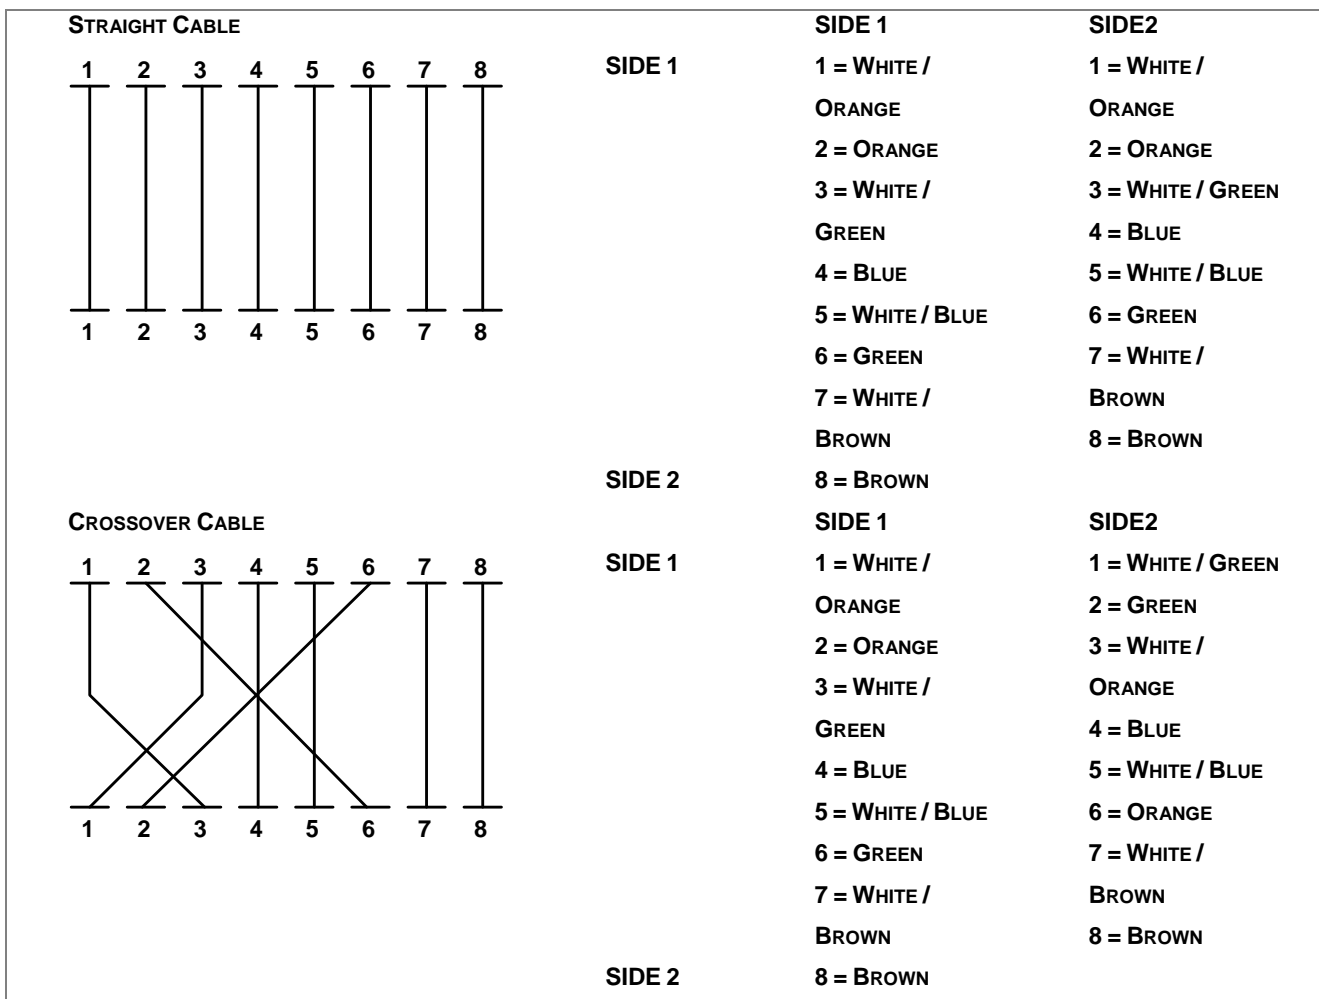 STRAIGHT CABLE
1 2 3 4 5 6 7 8
1 2 3 4 5 6 7 8
SIDE 1
SIDE 2
SIDE 1
1 = WHITE /
ORANGE
2 = ORANGE
3 = WHITE /
GREEN
4 = BLUE
5 = WHITE / BLUE
6 = GREEN
7 = WHITE /
BROWN
8 = BROWN
SIDE2
1 = WHITE /
ORANGE
2 = ORANGE
3 = WHITE / GREEN
4 = BLUE
5 = WHITE / BLUE
6 = GREEN
7 = WHITE /
BROWN
8 = BROWN
CROSSOVER CABLE
1 2 3 4 5 6 7 8
1 2 3 4 5 6 7 8
SIDE 1
SIDE 2
SIDE 1
1 = WHITE /
ORANGE
2 = ORANGE
3 = WHITE /
GREEN
4 = BLUE
5 = WHITE / BLUE
6 = GREEN
7 = WHITE /
BROWN
8 = BROWN
SIDE2
1 = WHITE / GREEN
2 = GREEN
3 = WHITE /
ORANGE
4 = BLUE
5 = WHITE / BLUE
6 = ORANGE
7 = WHITE /
BROWN
8 = BROWN